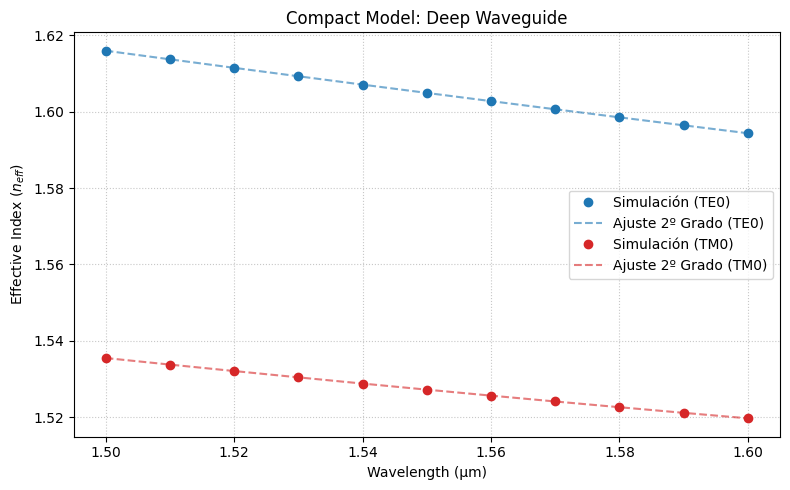 Compact Model: Deep Waveguide
Effective Index (n_eff)
1.62
1.60
1.58
1.56
1.54
1.52
Simulación (TE0)
Ajuste 2º Grado (TE0)
Simulación (TM0)
Ajuste 2º Grado (TM0)
1.50 1.52 1.54 1.56 1.58 1.60
Wavelength (μm)